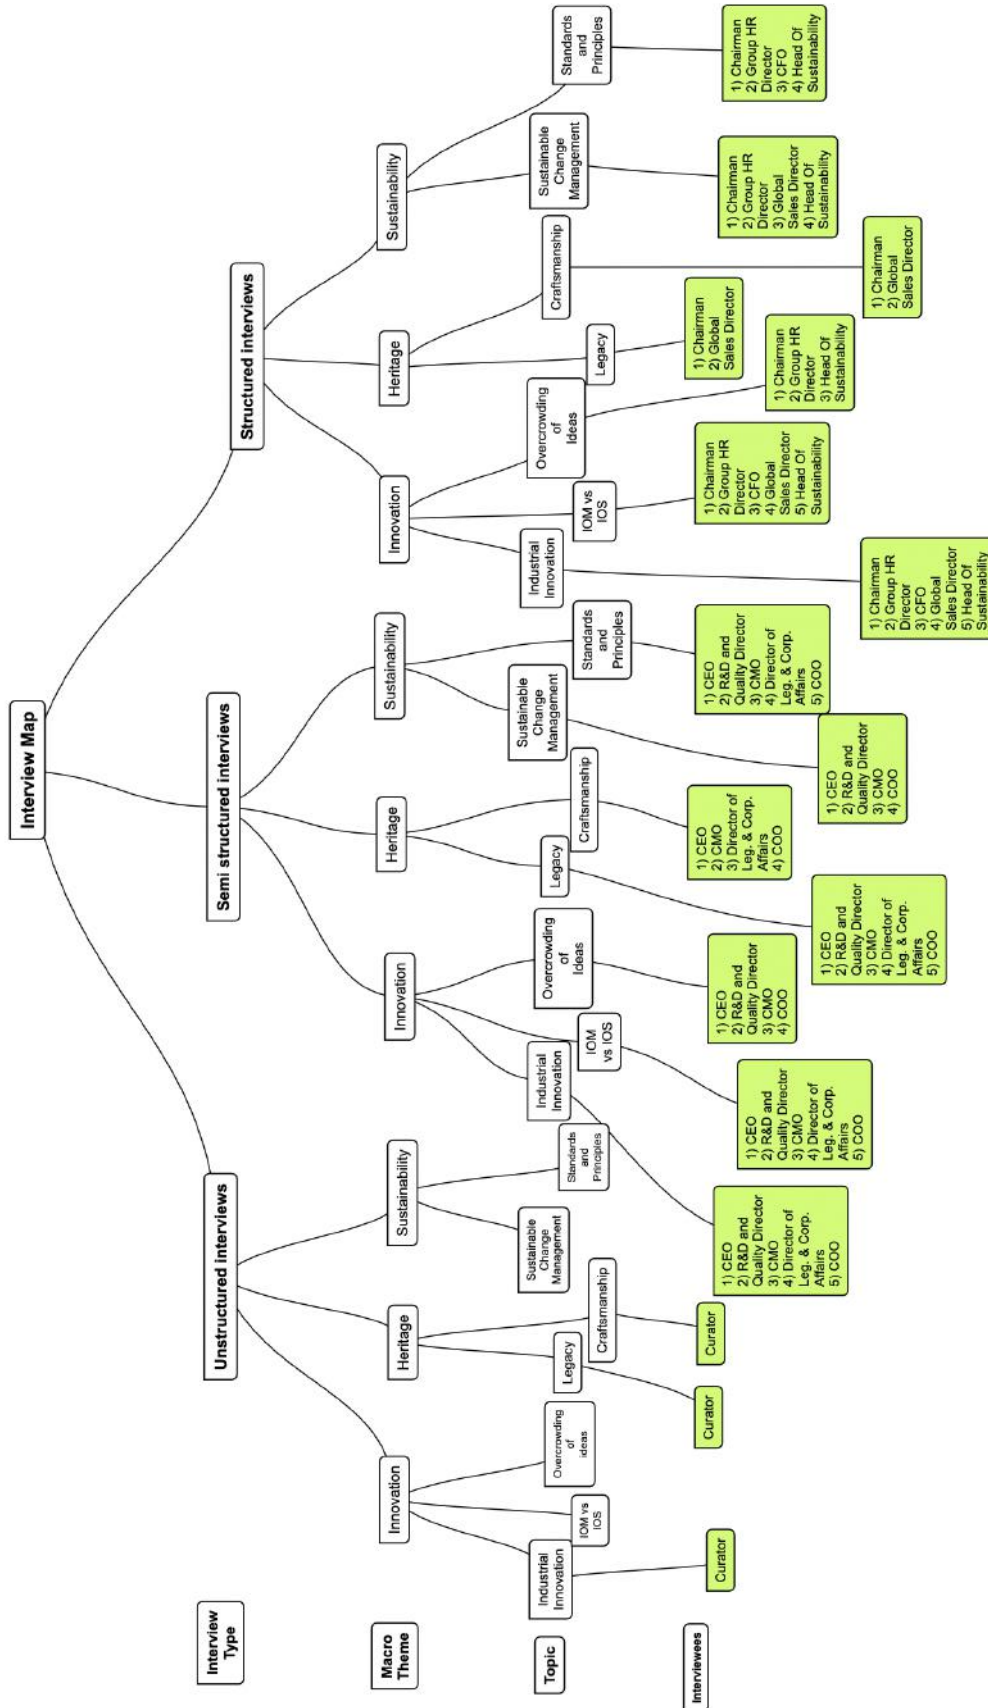 Interview Map
Interview
Type
Unstructured interviews
Semi structured interviews
Structured interviews
Macro
Theme
Innovation
Heritage
Sustainability
Innovation
Heritage
Sustainability
Innovation
Heritage
Sustainability
Topic
Industrial
Innovation
IOM vs
IOS
Overcrowding
of
ideas
Legacy
Craftsmanship
Sustainable
Change
Management
Standards
and
Principles
Industrial
Innovation
IOM
vs IOS
Overcrowding
of
Ideas
Legacy
Craftsmanship
Sustainable
Change
Management
Standards
and
Principles
Industrial
Innovation
IOM vs
IOS
Overcrowding
of
Ideas
Legacy
Craftsmanship
Sustainable
Change
Management
Standards
and
Principles
Interviewees
Curator
Curator
Curator
1) CEO
2) R&D and
Quality Director
3) CMO
4) Director of
Leg. & Corp.
Affairs
5) COO
1) CEO
2) R&D and
Quality Director
3) CMO
4) Director of
Leg. & Corp.
Affairs
5) COO
1) CEO
2) R&D and
Quality Director
3) CMO
4) COO
1) CEO
2) R&D and
Quality Director
3) CMO
4) Director of
Leg. & Corp.
Affairs
5) COO
1) CEO
2) CMO
3) Director of
Leg. & Corp.
Affairs
4) COO
1) CEO
2) R&D and
Quality Director
3) CMO
4) COO
1) CEO
2) R&D and
Quality Director
3) CMO
4) Director of
Leg. & Corp.
Affairs
5) COO
1) Chairman
2) Group HR
Director
3) CFO
4) Global
Sales Director
5) Head Of
Sustainability
1) Chairman
2) Group HR
Director
3) CFO
4) Global
Sales Director
5) Head Of
Sustainability
1) Chairman
2) Group HR
Director
3) Head Of
Sustainability
1) Chairman
2) Global
Sales Director
1) Chairman
2) Global
Sales Director
1) Chairman
2) Group HR
Director
3) Global
Sales Director
4) Head Of
Sustainability
1) Chairman
2) Group HR
Director
3) CFO
4) Head Of
Sustainability